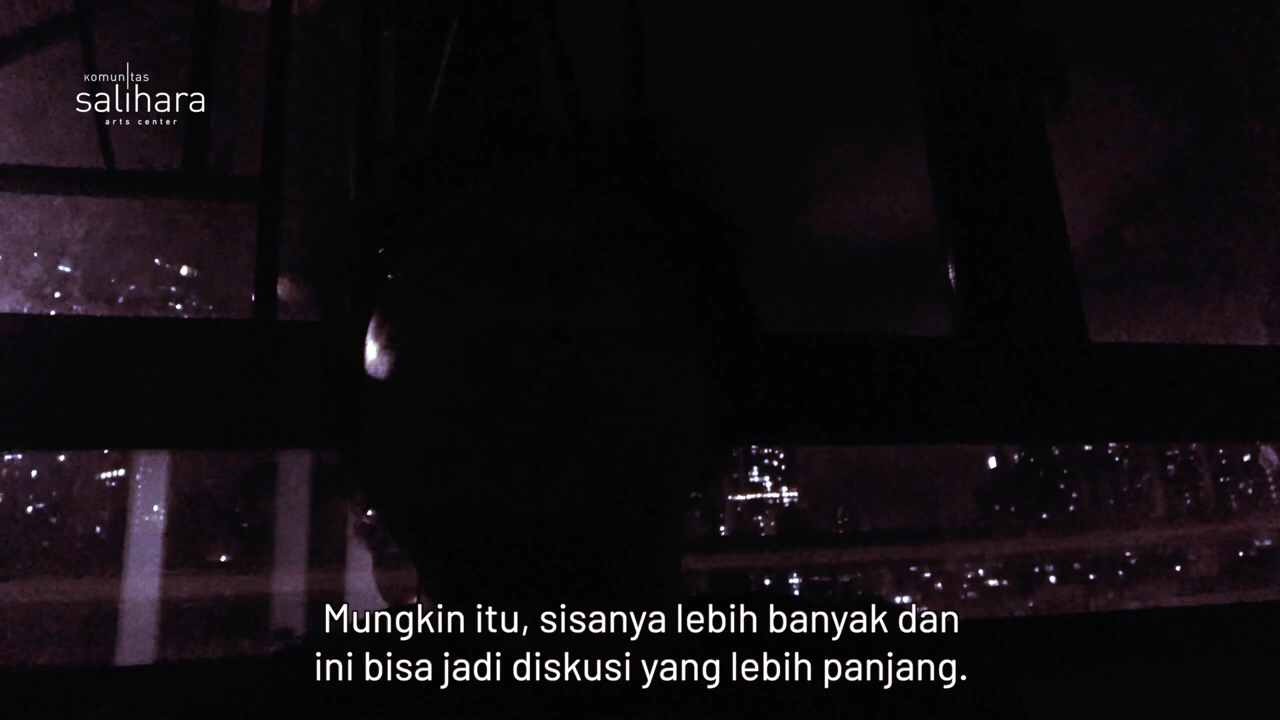 komunitas
salihara
arts center
Mungkin itu, sisanya lebih banyak dan
ini bisa jadi diskusi yang lebih panjang.